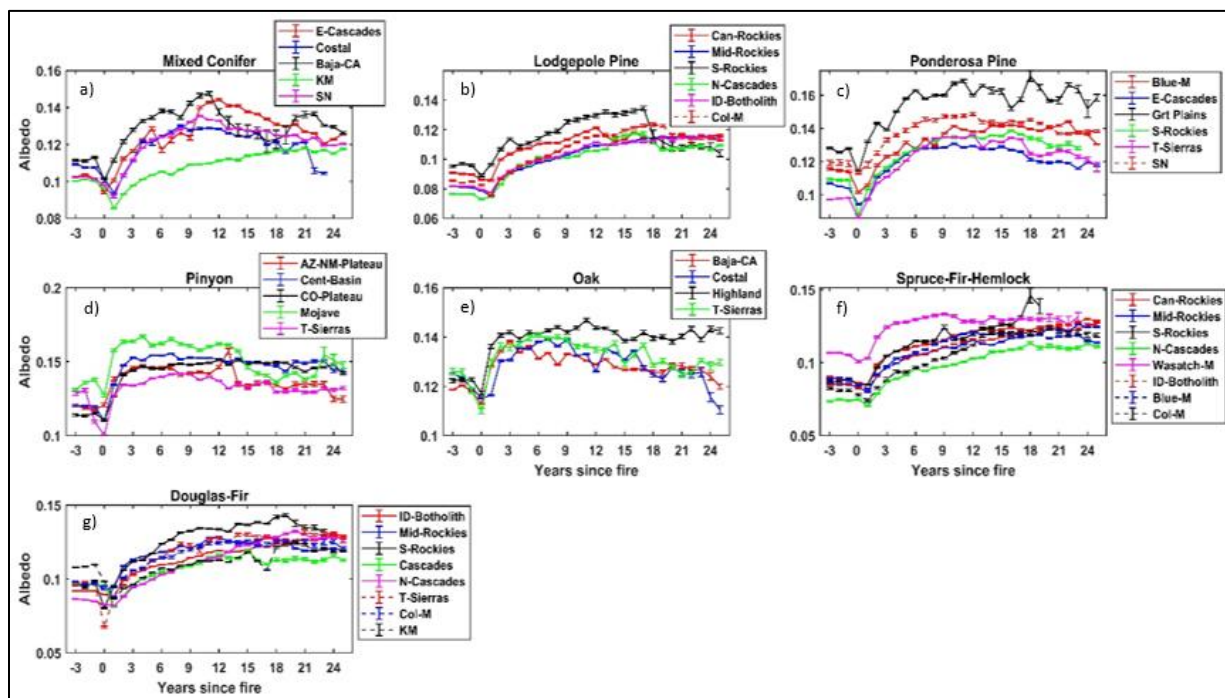 Mixed Conifer
a)
E-Cascades
Costal
Baja-CA
KM
SN
Albedo
0.16
0.14
0.12
0.1
0.08
-3 0 3 6 9 12 15 18 21 24
Lodgepole Pine
b)
Can-Rockies
Mid-Rockies
S-Rockies
N-Cascades
ID-Botholith
Col-M
0.16
0.14
0.12
0.1
0.08
0.06
-3 0 3 6 9 12 15 18 21 24
Ponderosa Pine
c)
Blue-M
E-Cascades
Grt Plains
S-Rockies
T-Sierras
SN
0.16
0.14
0.12
0.1
-3 0 3 6 9 12 15 18 21 24
Pinyon
d)
AZ-NM-Plateau
Cent-Basin
CO-Plateau
Mojave
T-Sierras
Albedo
0.2
0.15
0.1
-3 0 3 6 9 12 15 18 21 24
Oak
e)
Baja-CA
Costal
Highland
T-Sierras
0.16
0.14
0.12
0.1
-3 0 3 6 9 12 15 18 21 24
Years since fire
Spruce-Fir-Hemlock
f)
Can-Rockies
Mid-Rockies
S-Rockies
N-Cascades
Wasatch-M
ID-Botholith
Blue-M
Col-M
0.15
0.1
0.05
-3 0 3 6 9 12 15 18 21 24
Years since fire
Douglas-Fir
g)
ID-Botholith
Mid-Rockies
S-Rockies
Cascades
N-Cascades
T-Sierras
Col-M
KM
Albedo
0.15
0.1
0.05
-3 0 3 6 9 12 15 18 21 24
Years since fire